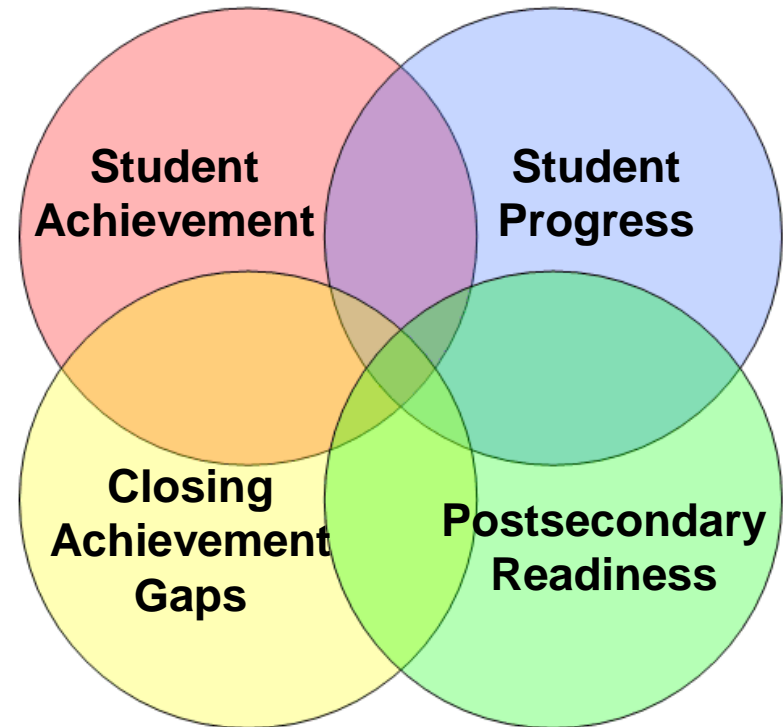 Student
Achievement
Student
Progress
Closing
Achievement
Gaps
Postsecondary
Readiness